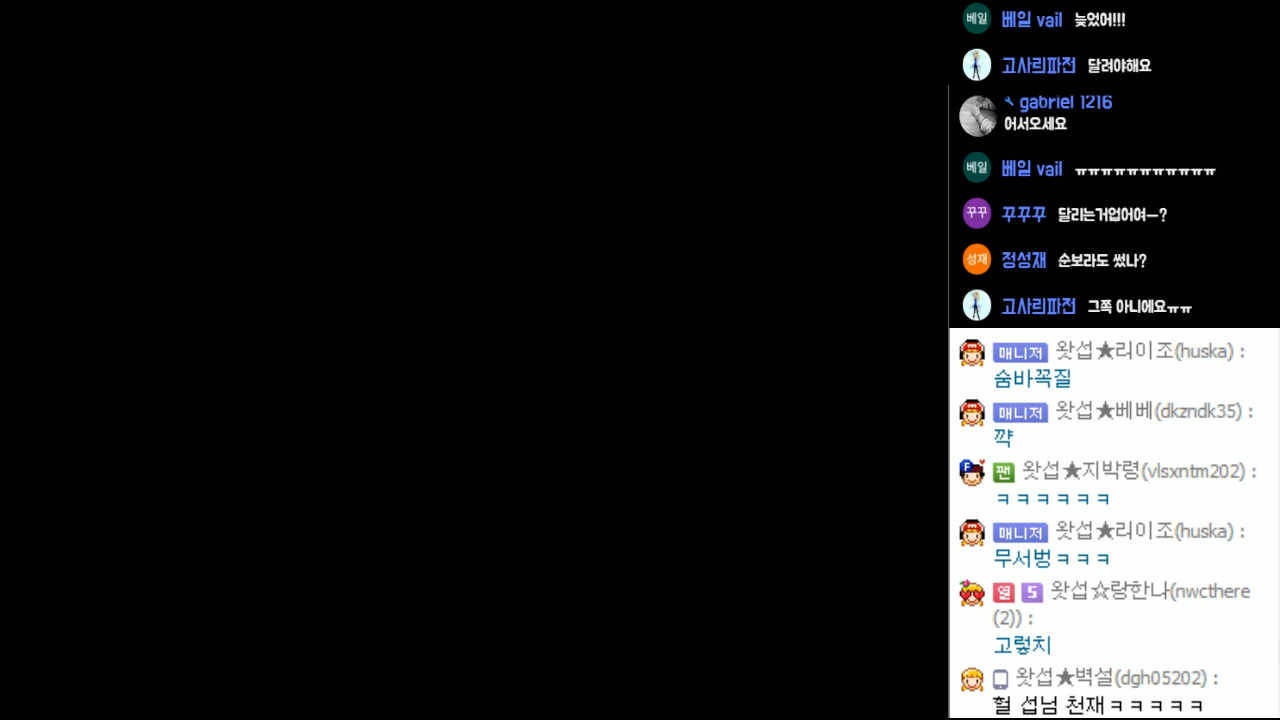 베일 베일 vail 늦었어!!!
고사리파전 달려야해요
gabriel 1216
어서오세요
베일 베일 vail ㅠㅠㅠㅠㅠㅠㅠㅠㅠㅠㅠ
꾸꾸 꾸꾸꾸 달리는거업어여ㅡ?
성재 정성재 순보라도 썼나?
고사리파전 그쪽 아니에요ㅠㅠ
매니저 왓섭★리이조(huska) :
숨바꼭질
매니저 왓섭★베베(dkzndk35) :
꺅
F 팬 왓섭★지박령(vlsxntm202) :
ㅋㅋㅋㅋㅋㅋ
매니저 왓섭★리이조(huska) :
무서벙ㅋㅋㅋ
열 5 왓섭☆랑한나(nwcthere
(2)) :
고렇치
왓섭★벽설(dgh05202) :
헐 섭님 천재ㅋㅋㅋㅋㅋ